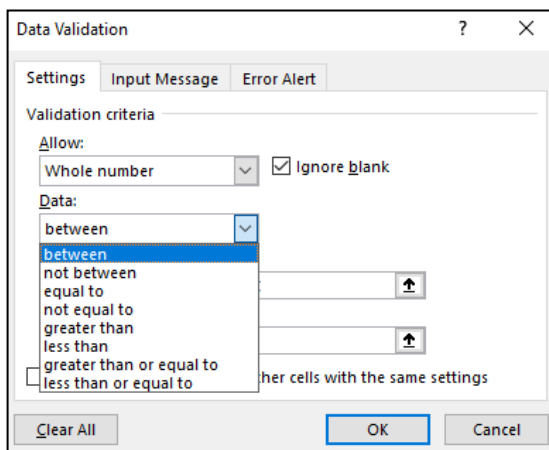 Data Validation ?
Settings Input Message Error Alert
Validation criteria
Allow:
Whole number Ignore blank
Data:
between
between
not between
equal to
not equal to
greater than
less than
greater than or equal to
less than or equal to
her cells with the same settings
Clear All OK Cancel